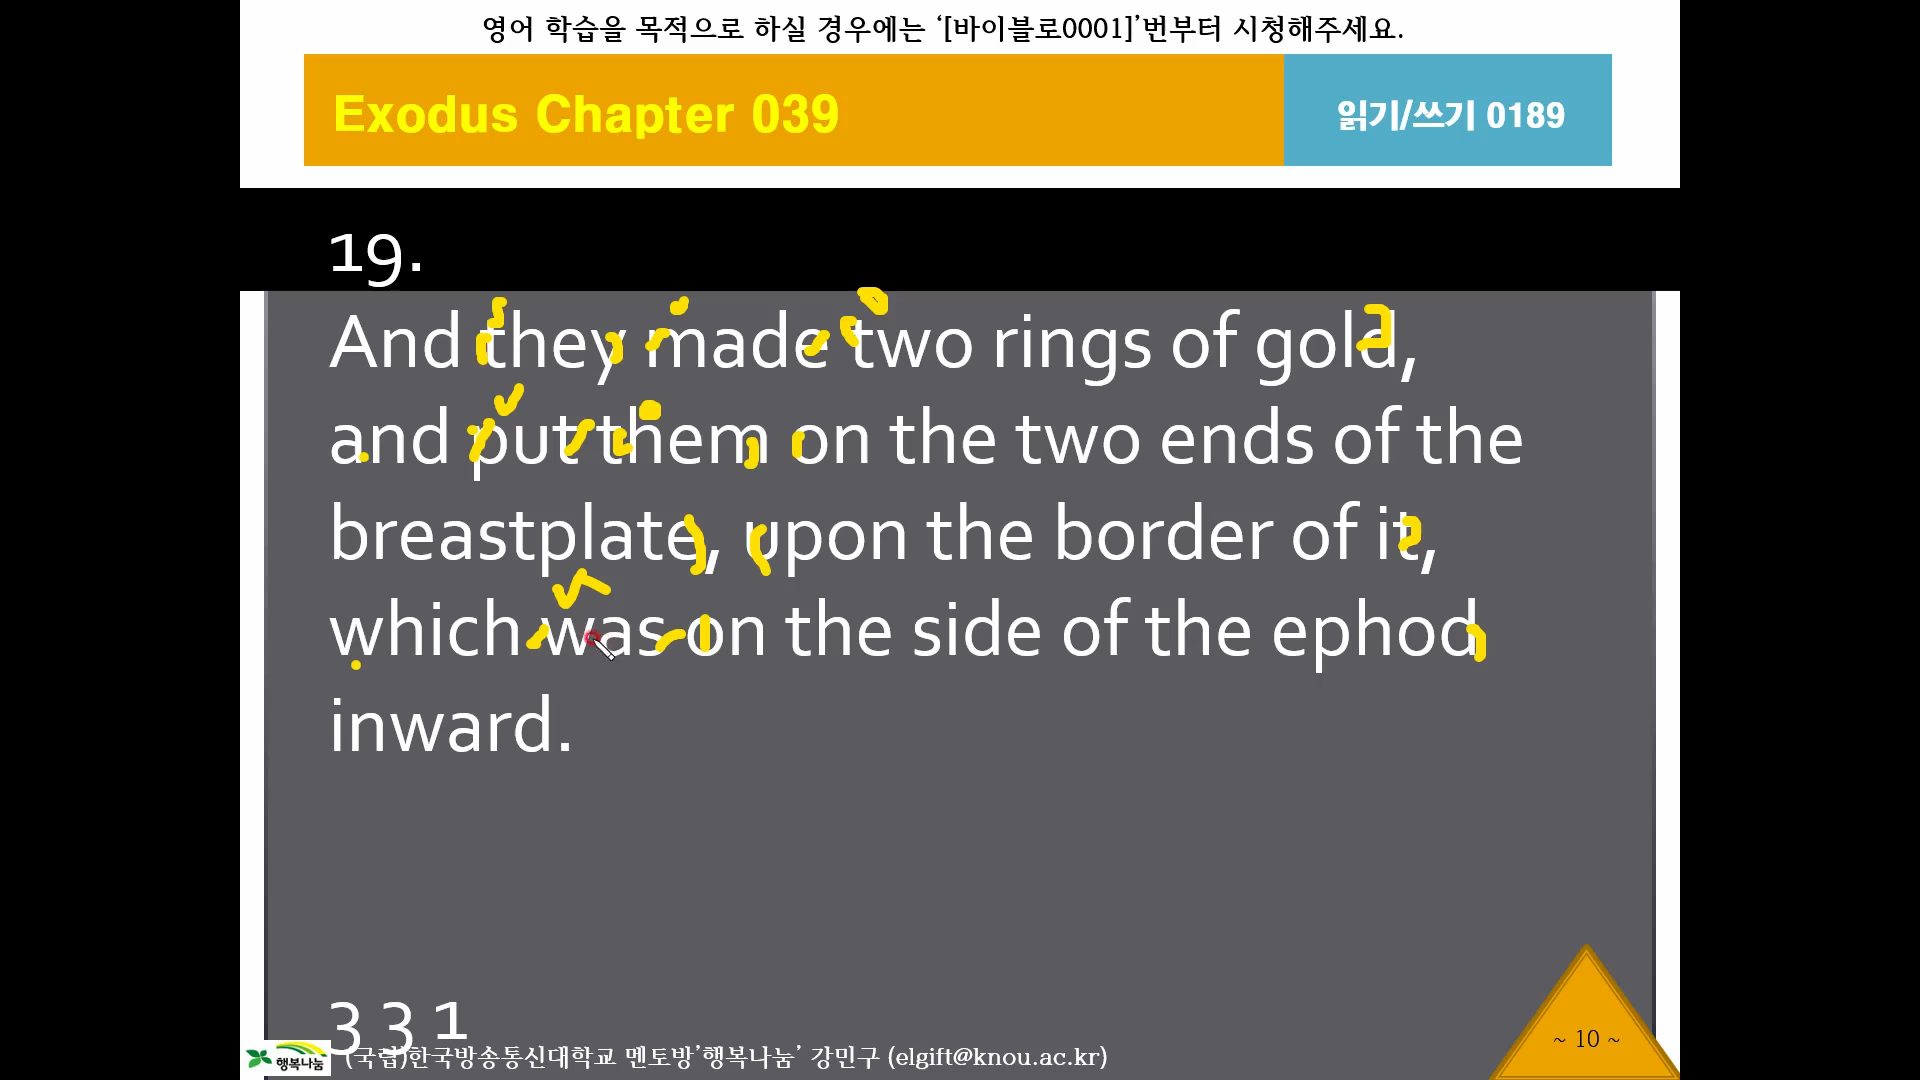 영어 학습을 목적으로 하실 경우에는 ‘[바이블로0001]’번부터 시청해주세요.
Exodus Chapter 039
읽기/쓰기 0189
19.
And they made two rings of gold,
and put them on the two ends of the
breastplate, upon the border of it,
which was on the side of the ephod
inward.
3 3 1
행복나눔
(국립)한국방송통신대학교 멘토방’행복나눔’ 강민구 (elgift@knou.ac.kr)
~ 10 ~